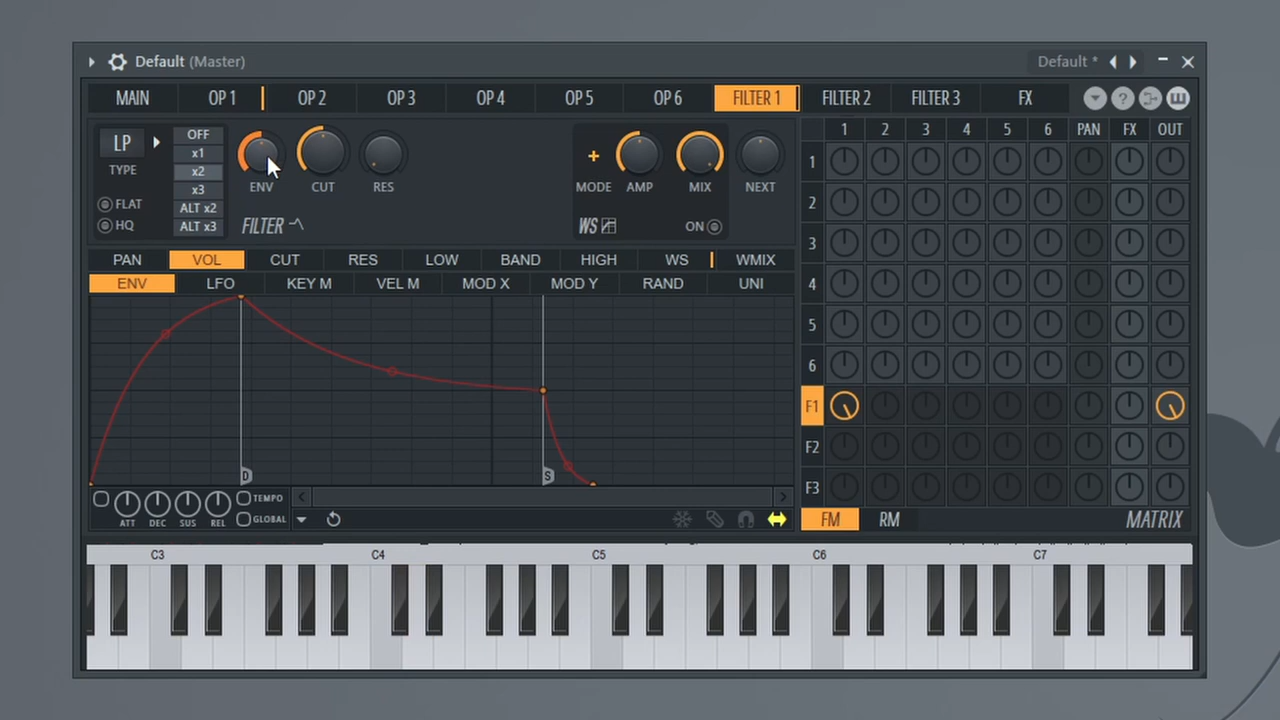 Default (Master)
Default *
MAIN OP 1 OP 2 OP 3 OP 4 OP 5 OP 6 FILTER 1 FILTER 2 FILTER 3 FX
?
LP
TYPE
FLAT
HQ
OFF
x1
x2
x3
ALT x2
ALT x3
ENV CUT RES
FILTER
+
MODE AMP MIX NEXT
WS ON
PAN VOL CUT RES LOW BAND HIGH WS WMIX
ENV LFO KEY M VEL M MOD X MOD Y RAND UNI
D
S
ATT DEC SUS REL
TEMPO
GLOBAL
1 2 3 4 5 6 PAN FX OUT
1
2
3
4
5
6
F1
F2
F3
FM RM MATRIX
C3 C4 C5 C6 C7